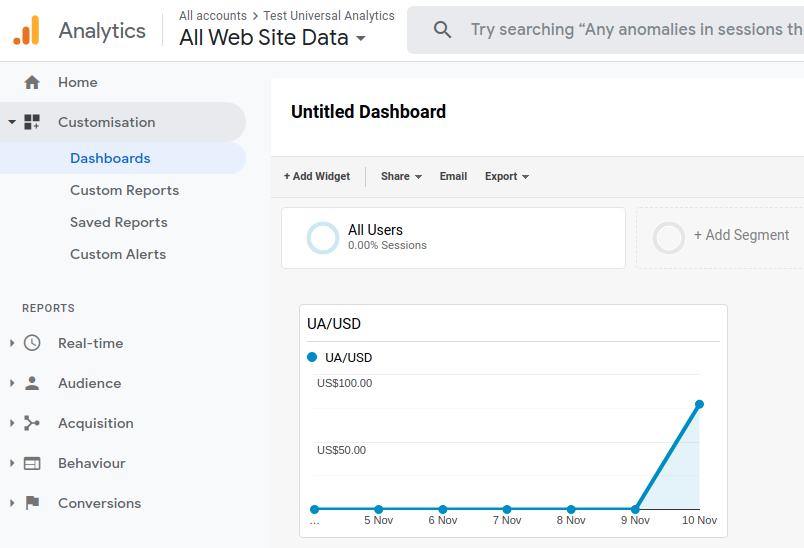 Analytics
All accounts > Test Universal Analytics
All Web Site Data
Try searching “Any anomalies in sessions th
Home
Customisation
Dashboards
Custom Reports
Saved Reports
Custom Alerts
REPORTS
Real-time
Audience
Acquisition
Behaviour
Conversions
Untitled Dashboard
+ Add Widget
Share
Email
Export
All Users
0.00% Sessions
+ Add Segment
UA/USD
UA/USD
US$100.00
US$50.00
... 5 Nov 6 Nov 7 Nov 8 Nov 9 Nov 10 Nov